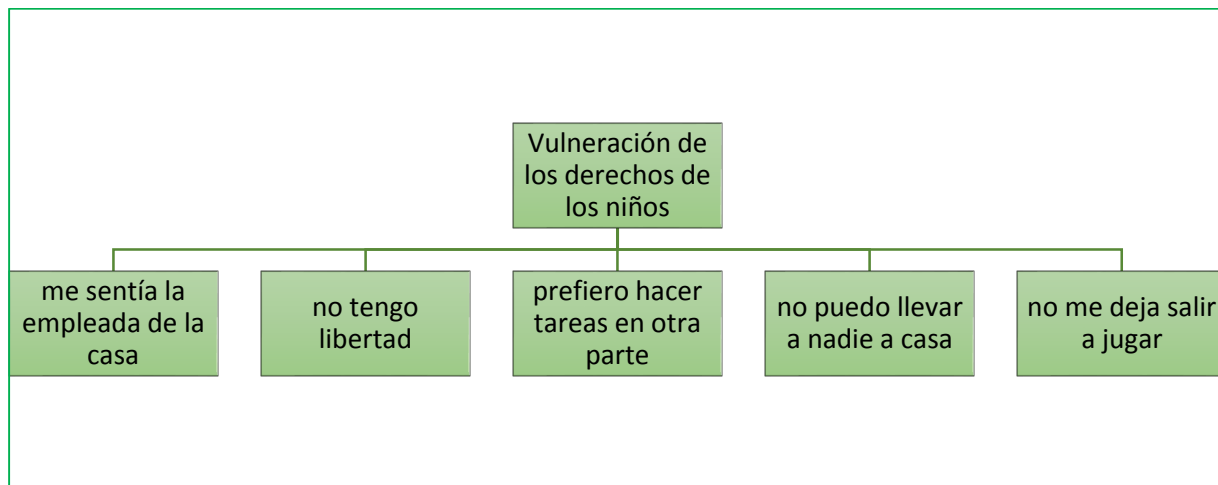 Vulneración de
los derechos de
los niños
me sentía la
empleada de la
casa
no tengo
libertad
prefiero hacer
tareas en otra
parte
no puedo llevar
a nadie a casa
no me deja salir
a jugar